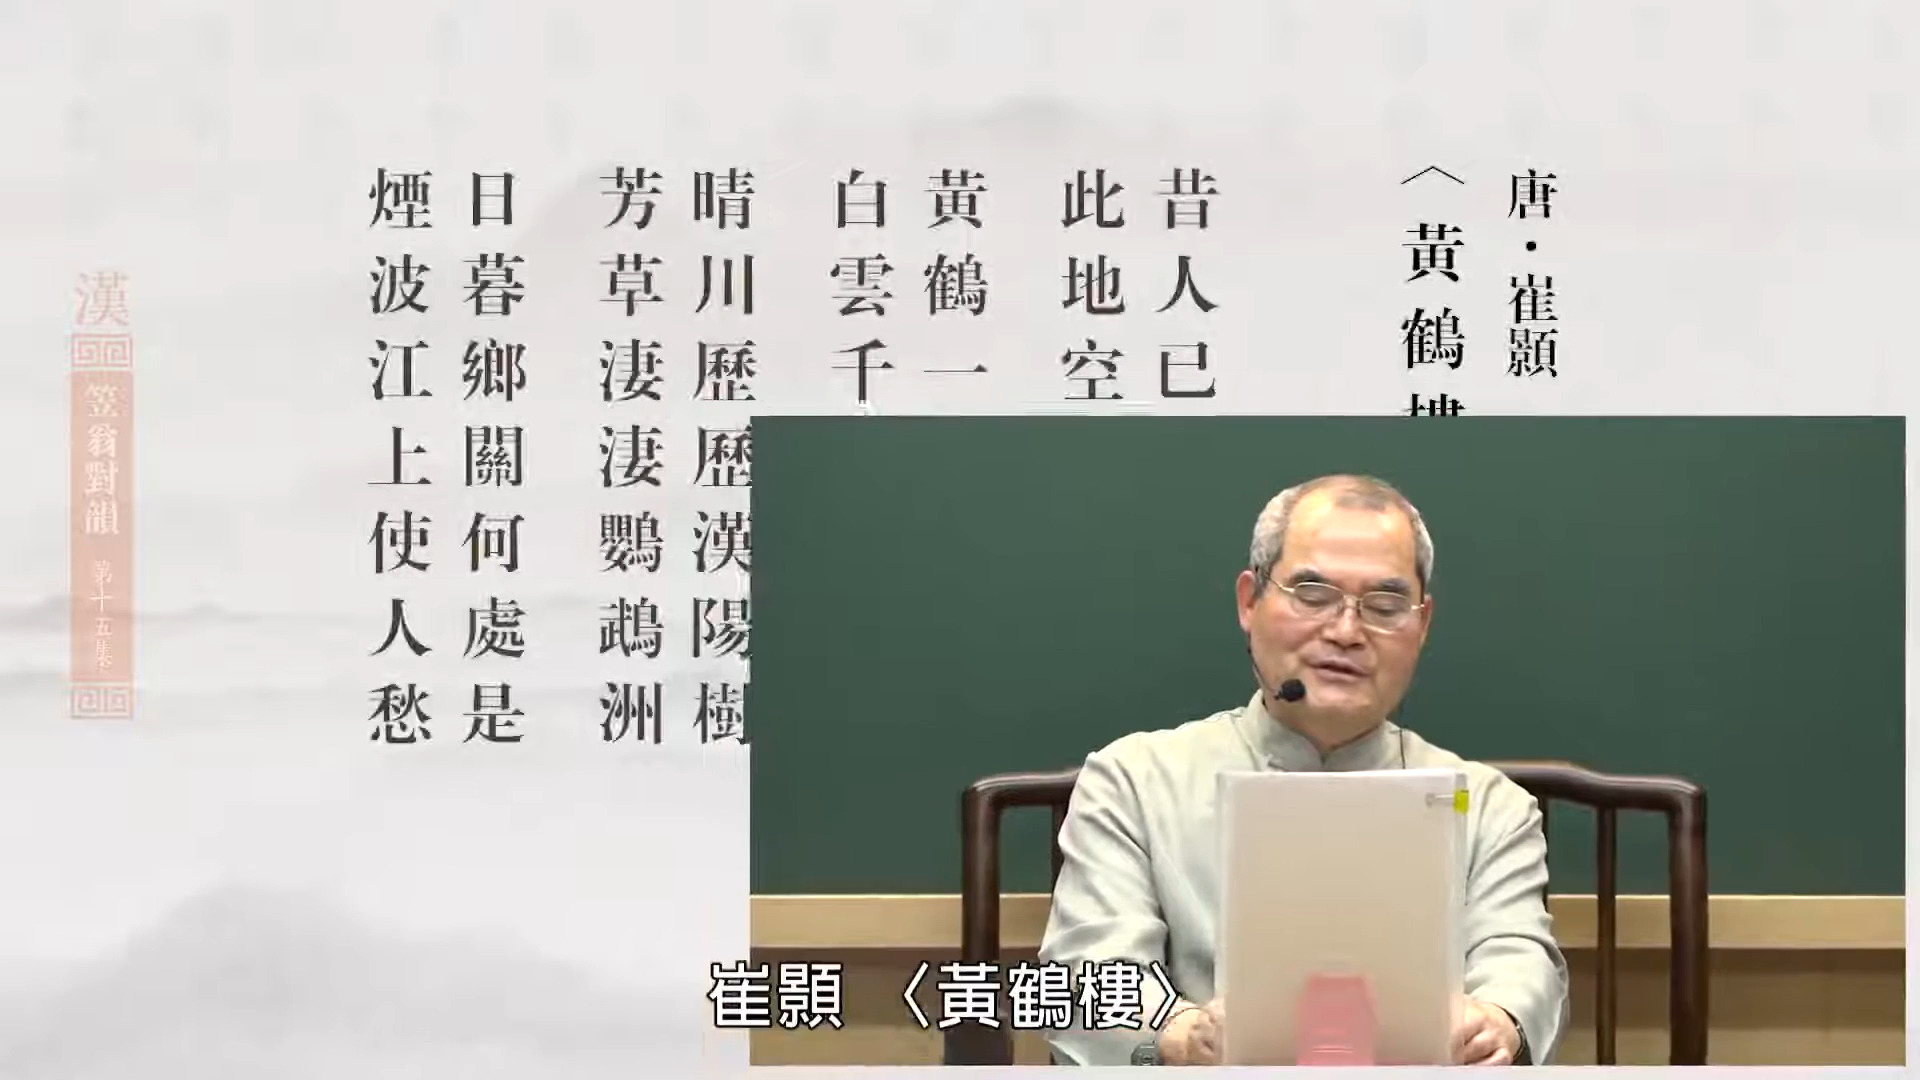 唐·崔顥
〈黃鶴樓
昔人已
此地空
黃鶴一
白雲千
晴川歷歷漢陽樹
芳草淒淒鸚鵡洲
日暮鄉關何處是
煙波江上使人愁
漢
笠翁對韻 第十五集
崔顥 〈黃鶴樓〉